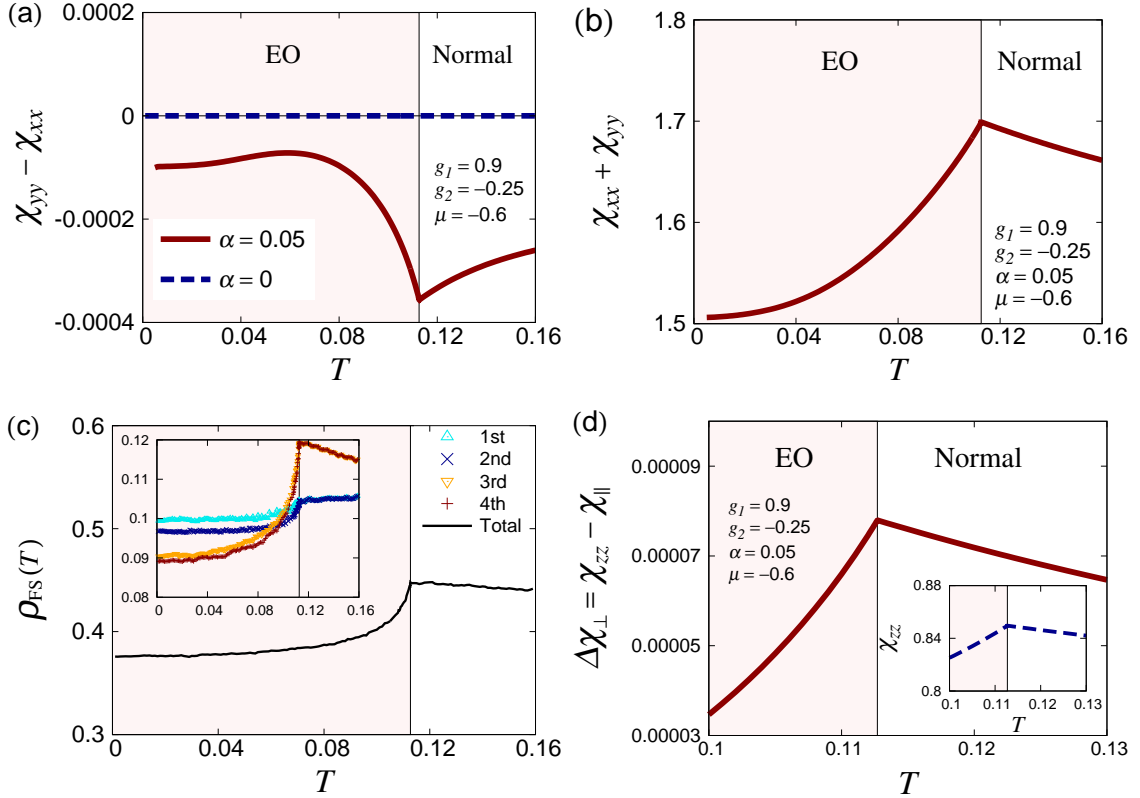 (a)
0.0002
0
-0.0002
-0.0004
χyy − χxx
EO
Normal
g1 = 0.9
g2 = −0.25
μ = −0.6
α = 0.05
α = 0
0
0.04
0.08
0.12
0.16
T
(b)
1.8
1.7
1.6
1.5
χxx + χyy
EO
Normal
g1 = 0.9
g2 = −0.25
α = 0.05
μ = −0.6
0
0.04
0.08
0.12
0.16
T
(c)
0.6
0.5
0.4
0.3
ρFS(T)
0.12
0.11
0.1
0.09
0.08
0
0.04
0.08
0.12
0.16
1st
2nd
3rd
4th
Total
0
0.04
0.08
0.12
0.16
T
(d)
0.00009
0.00007
0.00005
0.00003
Δχ⊥ = χzz − χ∥
EO
Normal
g1 = 0.9
g2 = −0.25
α = 0.05
μ = −0.6
0.88
0.84
0.8
χzz
0.1
0.11
0.12
0.13
T
0.1
0.11
0.12
0.13
T